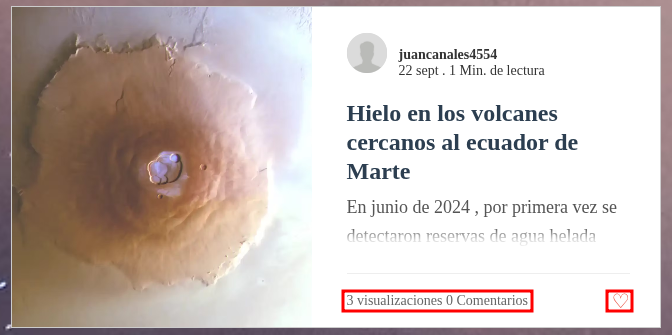 juancanales4554
22 sept . 1 Min. de lectura
Hielo en los volcanes
cercanos al ecuador de
Marte
En junio de 2024 , por primera vez se
detectaron reservas de agua helada
3 visualizaciones 0 Comentarios